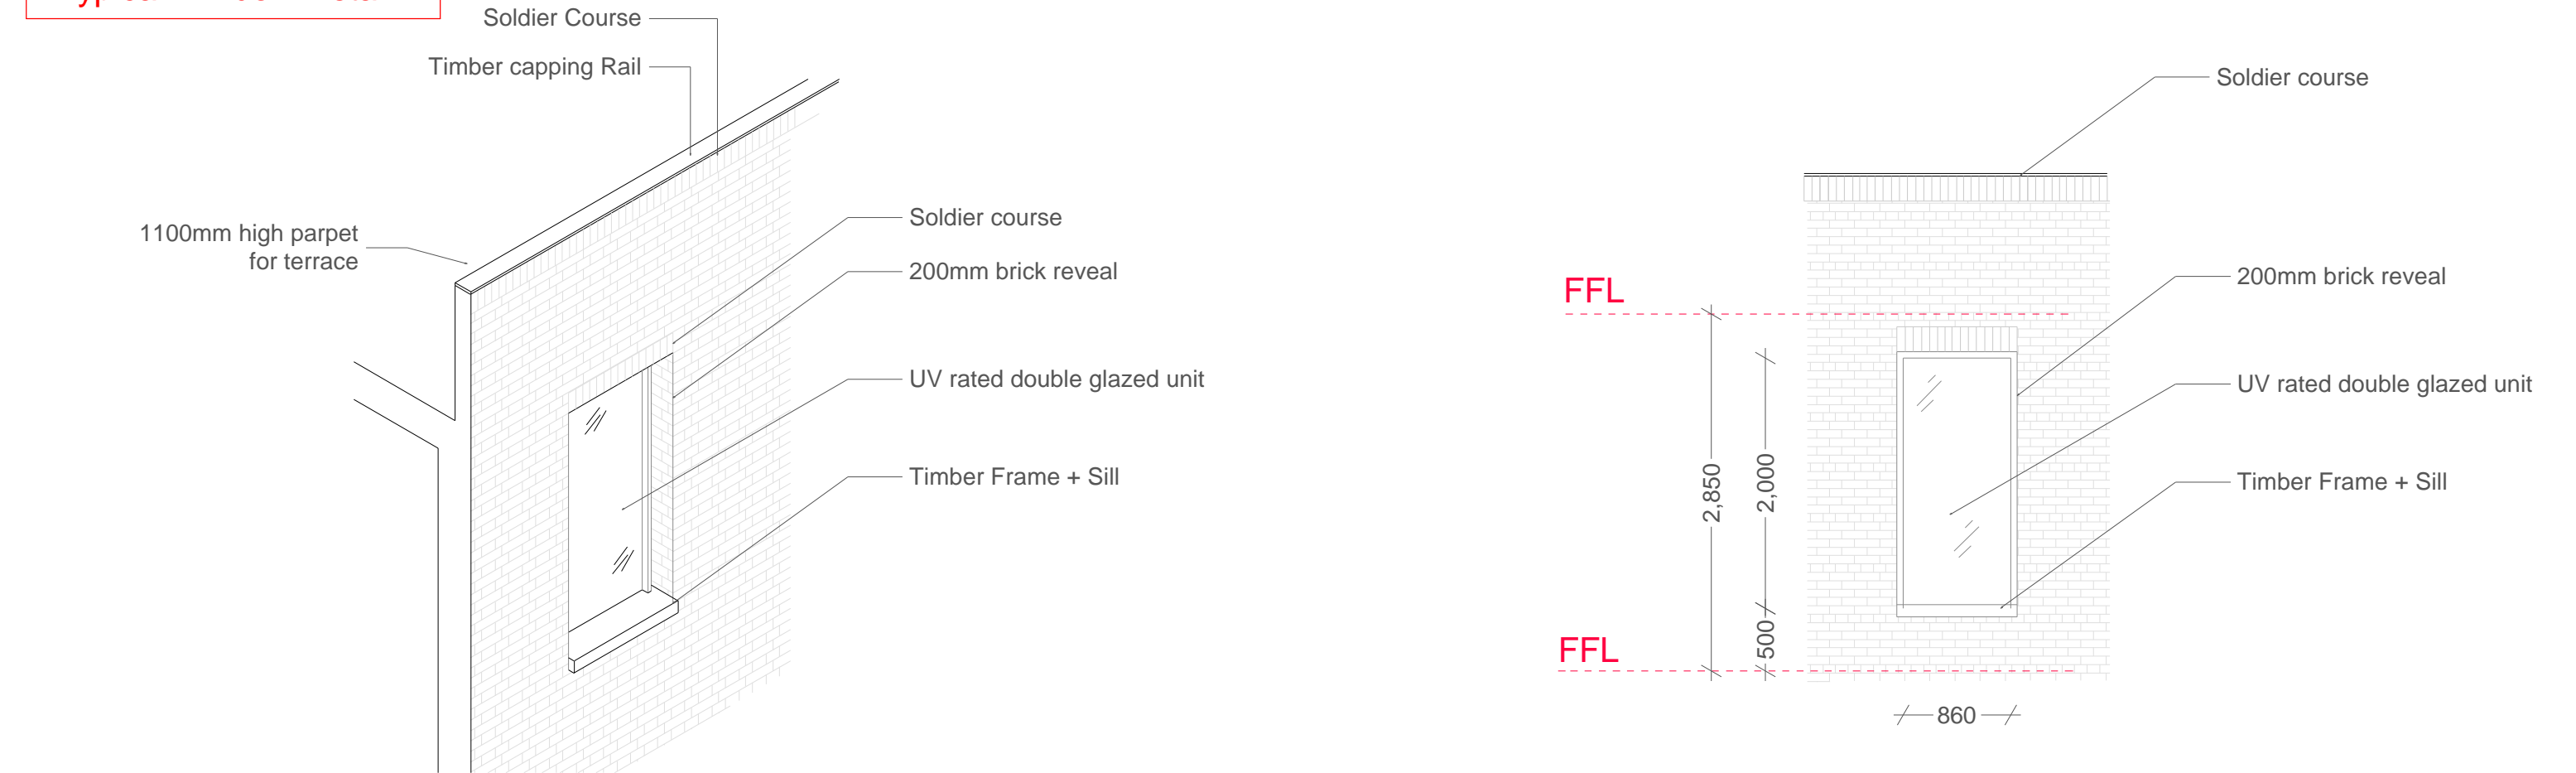 Soldier Course
Timber capping Rail
1100mm high parpet
for terrace
Soldier course
200mm brick reveal
UV rated double glazed unit
Timber Frame + Sill
Soldier course
FFL
200mm brick reveal
UV rated double glazed unit
2,850
2,000
Timber Frame + Sill
500
FFL
860